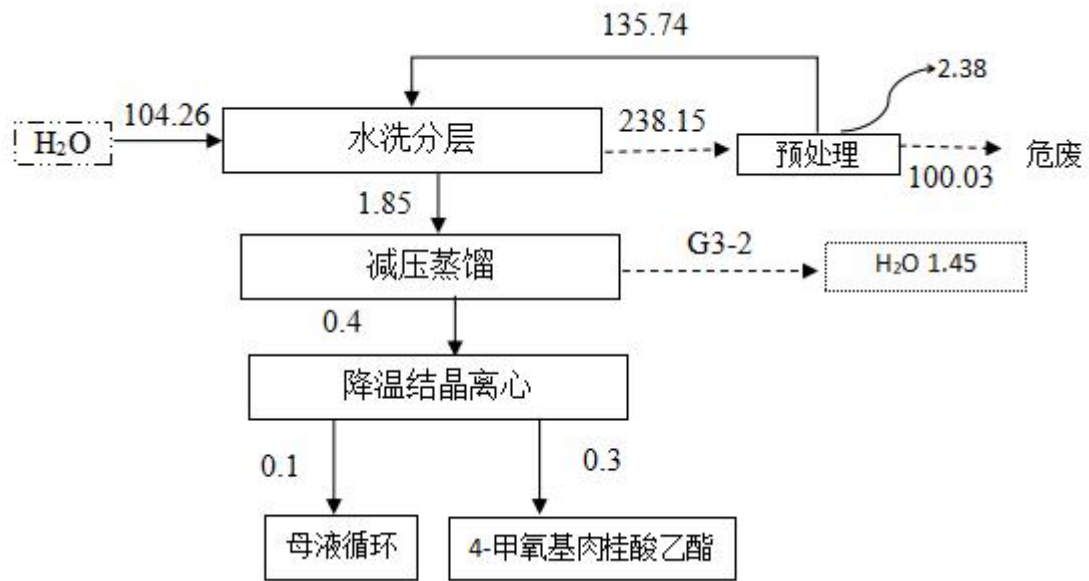 135.74
2.38
104.26
H₂O
水洗分层
238.15
预处理
100.03
危废
1.85
减压蒸馏
G3-2
H₂O 1.45
0.4
降温结晶离心
0.1
0.3
母液循环
4-甲氧基肉桂酸乙酯